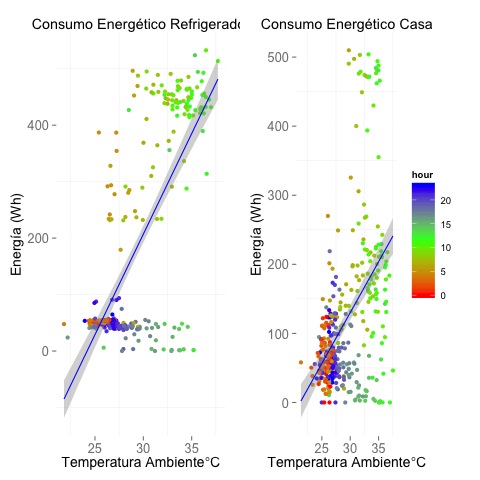 Consumo Energético Refrigerado
Consumo Energético Casa
Energía (Wh)
400
200
0
25
30
35
Temperatura Ambiente°C
Energía (Wh)
500
400
300
200
100
0
25
30
35
Temperatura Ambiente°C
hour
20
15
10
5
0